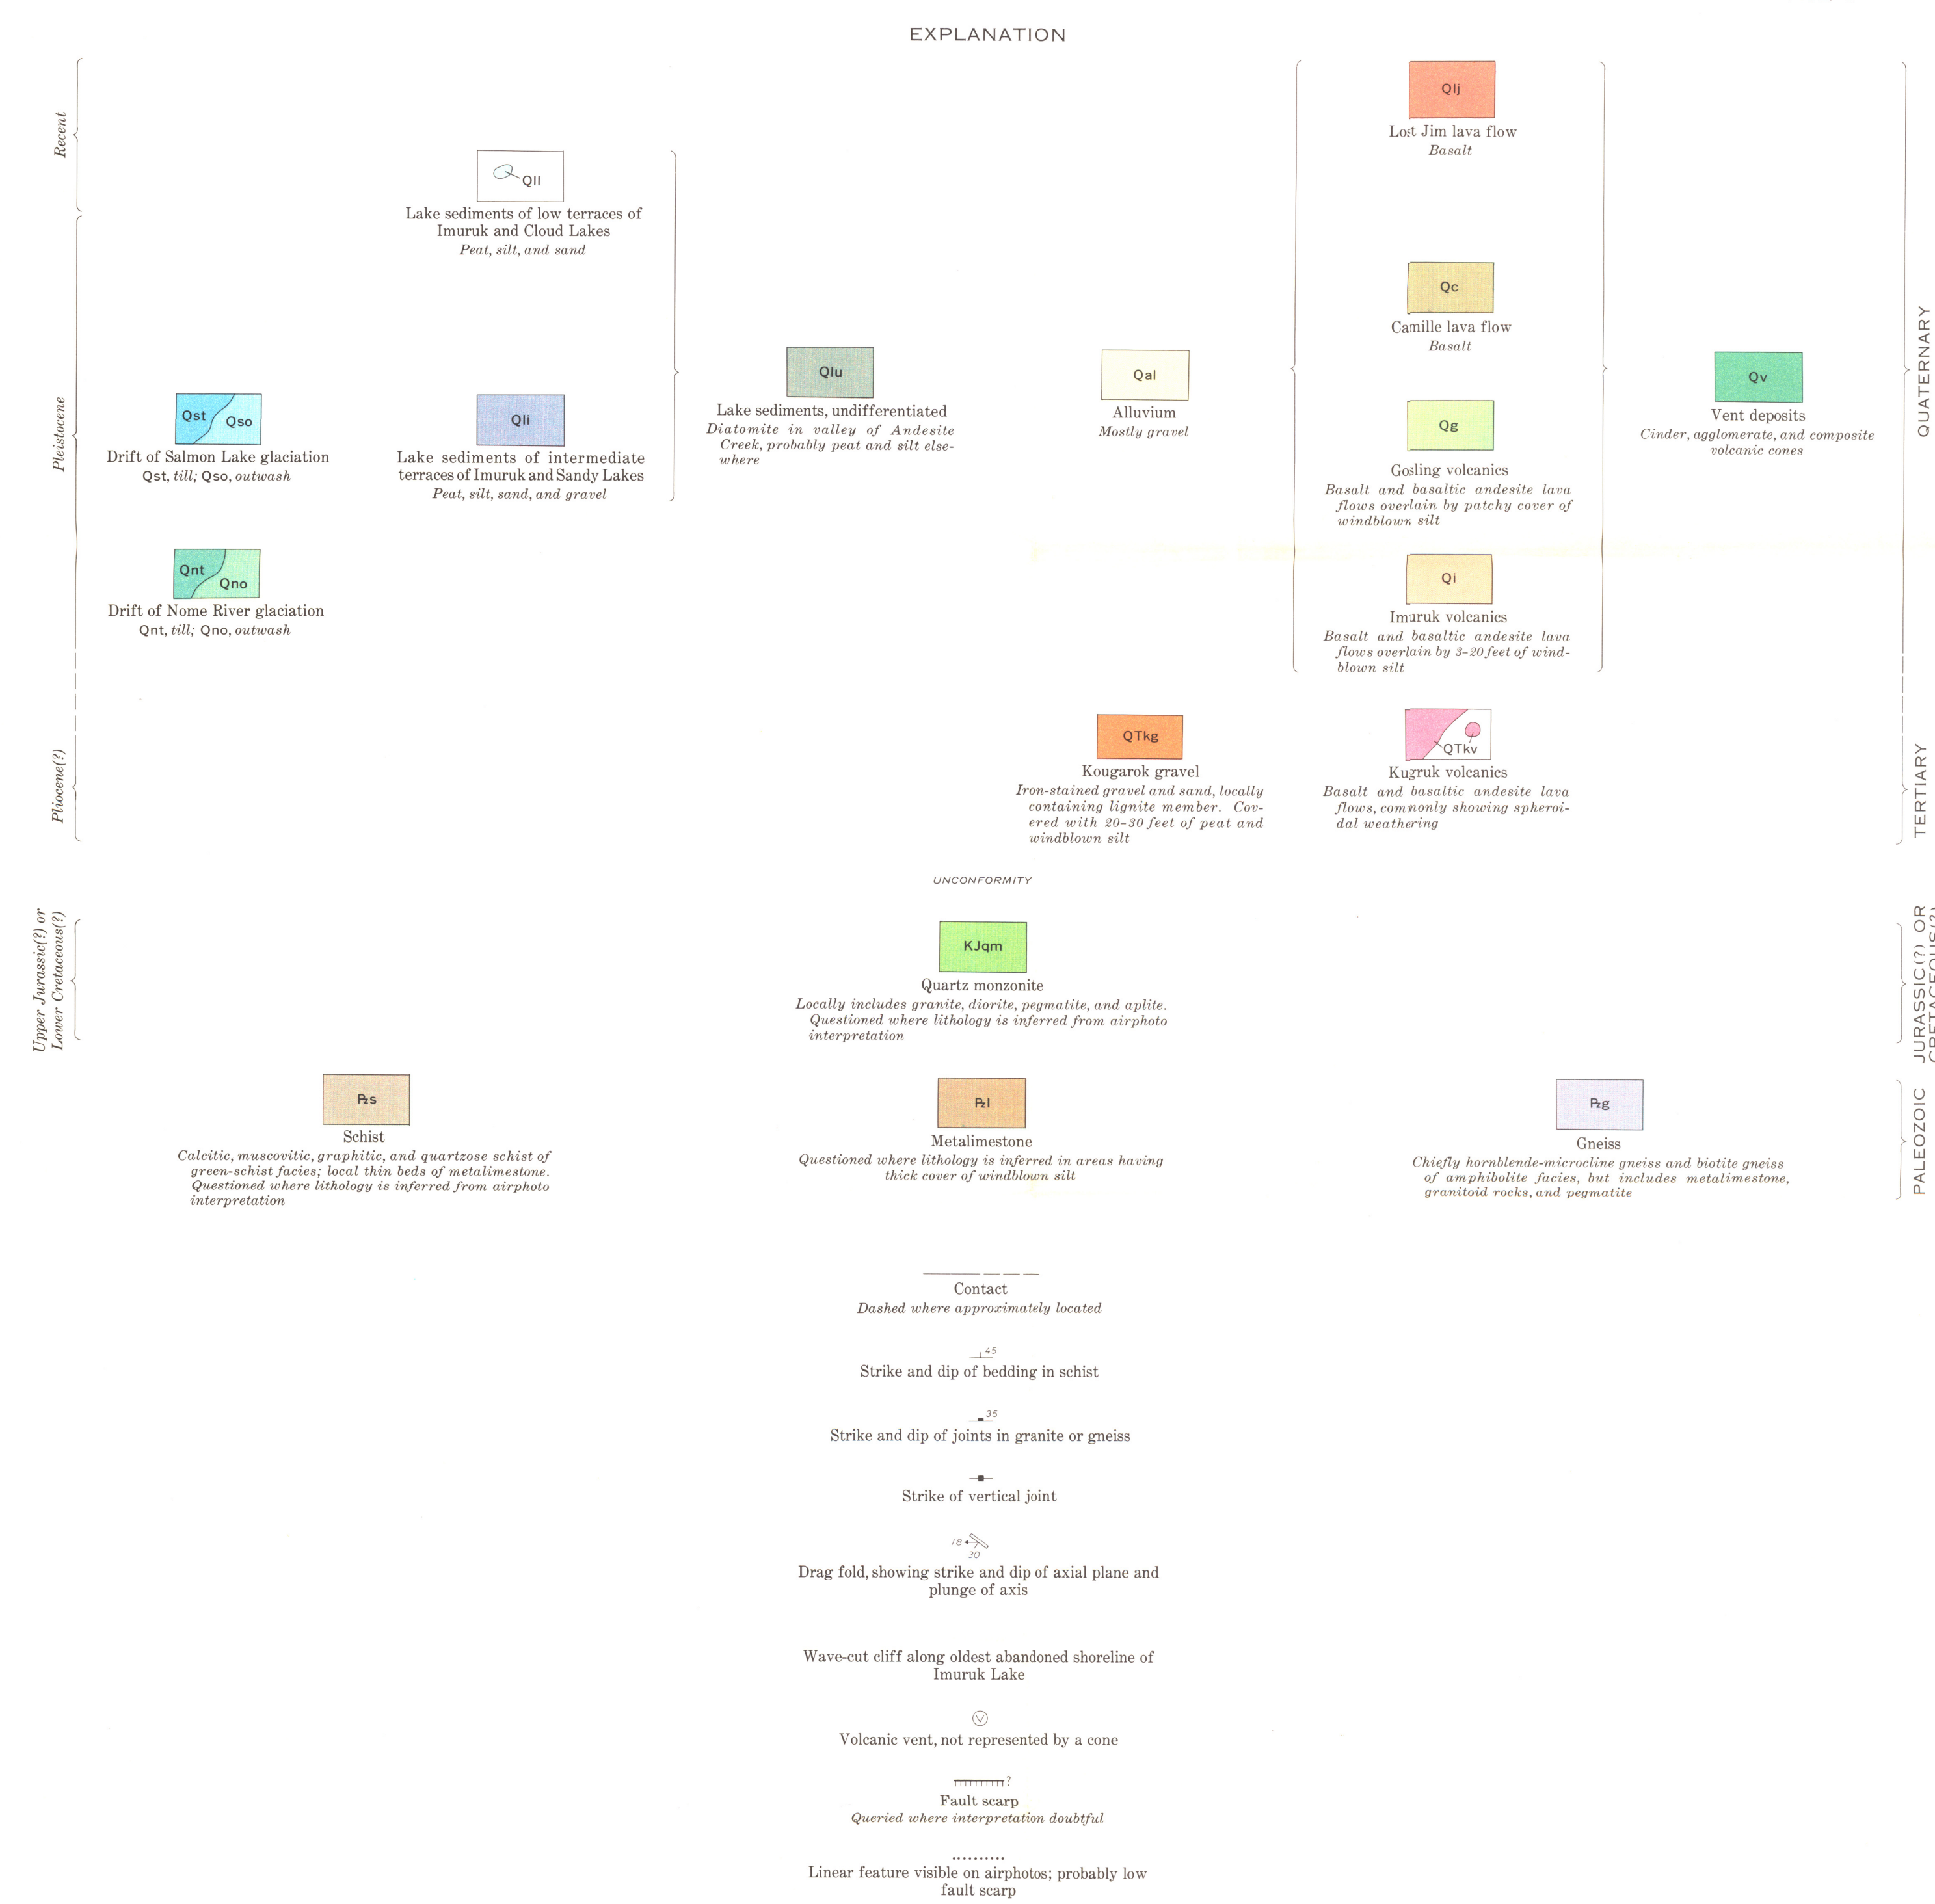 EXPLANATION
Recent
Pleistocene
Pliocene(?)
Upper Jurassic(?) or
Lower Cretaceous(?)
Qll
Lake sediments of low terraces of
Imuruk and Cloud Lakes
Peat, silt, and sand
Qst
Qso
Drift of Salmon Lake glaciation
Qst, till; Qso, outwash
Qli
Lake sediments of intermediate
terraces of Imuruk and Sandy Lakes
Peat, silt, sand, and gravel
Qnt
Qno
Drift of Nome River glaciation
Qnt, till; Qno, outwash
Qlu
Lake sediments, undifferentiated
Diatomite in valley of Andesite
Creek, probably peat and silt else-
where
Qal
Alluvium
Mostly gravel
Qlj
Lost Jim lava flow
Basalt
Qc
Camille lava flow
Basalt
Qg
Gosling volcanics
Basalt and basaltic andesite lava
flows overlain by patchy cover of
windblown silt
Qi
Imuruk volcanics
Basalt and basaltic andesite lava
flows overlain by 3-20 feet of wind-
blown silt
Qv
Vent deposits
Cinder, agglomerate, and composite
volcanic cones
QTkg
Kougarok gravel
Iron-stained gravel and sand, locally
containing lignite member. Cov-
ered with 20-30 feet of peat and
windblown silt
QTkv
Kugruk volcanics
Basalt and basaltic andesite lava
flows, commonly showing spheroi-
dal weathering
QUATERNARY
TERTIARY
UNCONFORMITY
KJqm
Quartz monzonite
Locally includes granite, diorite, pegmatite, and aplite.
Questioned where lithology is inferred from airphoto
interpretation
JURASSIC(?) OR
CRETACEOUS(?)
Pzs
Schist
Calcitic, muscovitic, graphitic, and quartzose schist of
green-schist facies; local thin beds of metalimestone.
Questioned where lithology is inferred from airphoto
interpretation
Pzl
Metalimestone
Questioned where lithology is inferred in areas having
thick cover of windblown silt
Pzg
Gneiss
Chiefly hornblende-microcline gneiss and biotite gneiss
of amphibolite facies, but includes metalimestone,
granitoid rocks, and pegmatite
PALEOZOIC
Contact
Dashed where approximately located
45
Strike and dip of bedding in schist
35
Strike and dip of joints in granite or gneiss
Strike of vertical joint
18
30
Drag fold, showing strike and dip of axial plane and
plunge of axis
Wave-cut cliff along oldest abandoned shoreline of
Imuruk Lake
V
Volcanic vent, not represented by a cone
?
Fault scarp
Queried where interpretation doubtful
Linear feature visible on airphotos; probably low
fault scarp